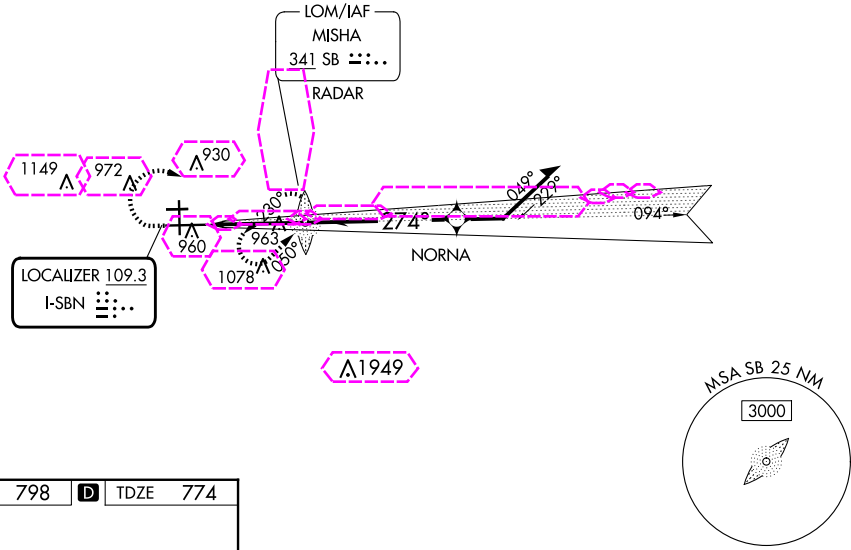 LOM/IAF
MISHA
341 SB
RADAR
1149
972
930
230°
049°
229°
960
963
274°
094°
1078
050°
NORNA
LOCALIZER 109.3
I-SBN
1949
MSA SB 25 NM
3000
798 D TDZE 774